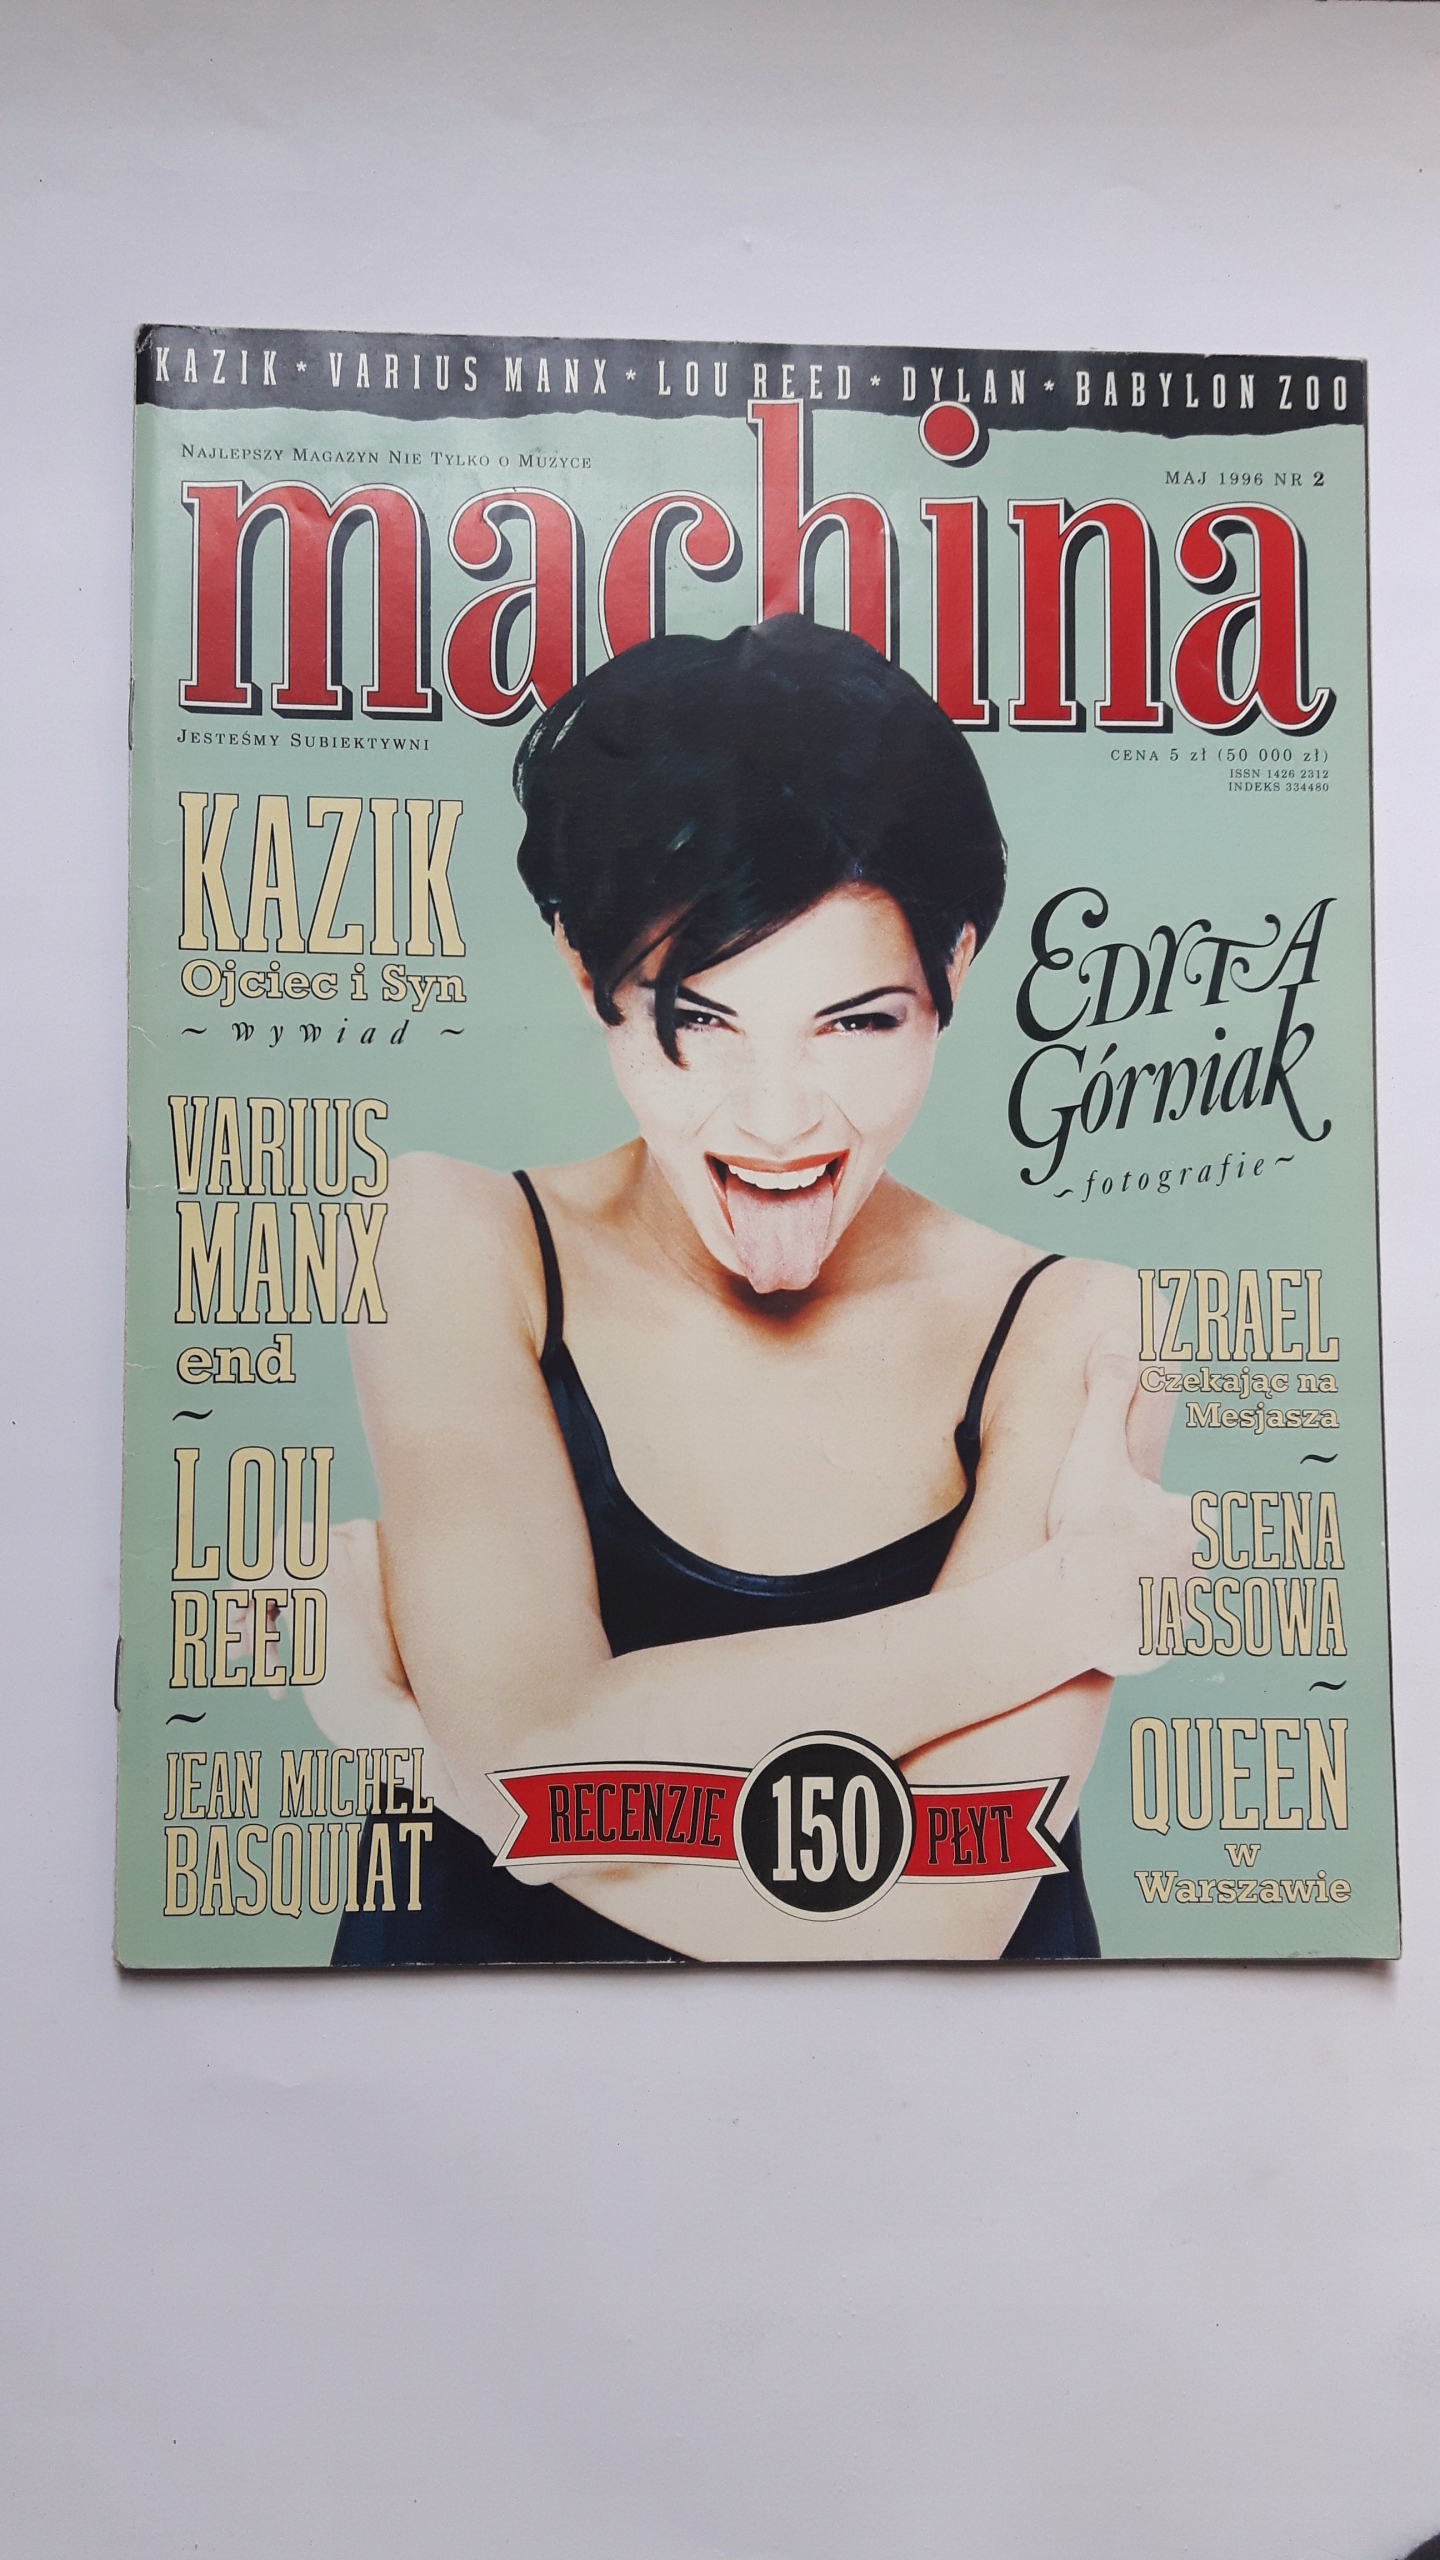 KAZIK * VARIUS MANX * LOU REED * DYLAN * BABYLON ZOO
NAJLEPSZY MAGAZYN NIE TYLKO O MUZYCE
MAJ 1996 NR 2
machina
JESTEŚMY SUBIEKTYWNI
CENA 5 zł (50 000 zł)
ISSN 1426 2312
INDEKS 334480
KAZIK
Ojciec i Syn
~ wywiad ~
VARIUS
MANX
end
~
LOU
REED
~
JEAN MICHEL
BASQUIAT
EDYTA
Górniak
~fotografie~
IZRAEL
Czekając na
Mesjasza
~
SCENA
JASSOWA
~
QUEEN
w
Warszawie
RECENZJE 150 PŁYT